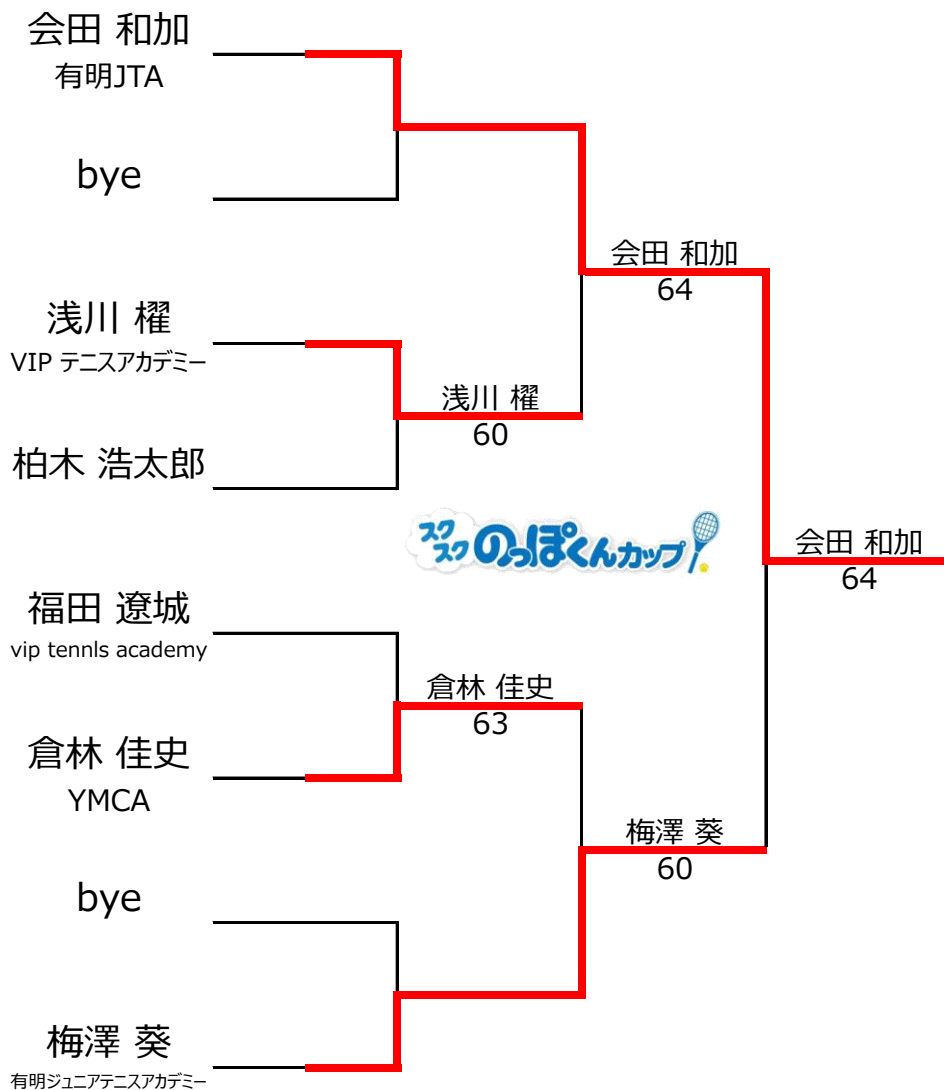 会田 和加
有明JTA
bye
会田 和加
64
浅川 櫂
VIP テニスアカデミー
浅川 櫂
60
柏木 浩太郎
スクスクのっぽくんカップ!
会田 和加
64
福田 遼城
vip tennls academy
倉林 佳史
63
倉林 佳史
YMCA
梅澤 葵
60
bye
梅澤 葵
有明ジュニアテニスアカデミー